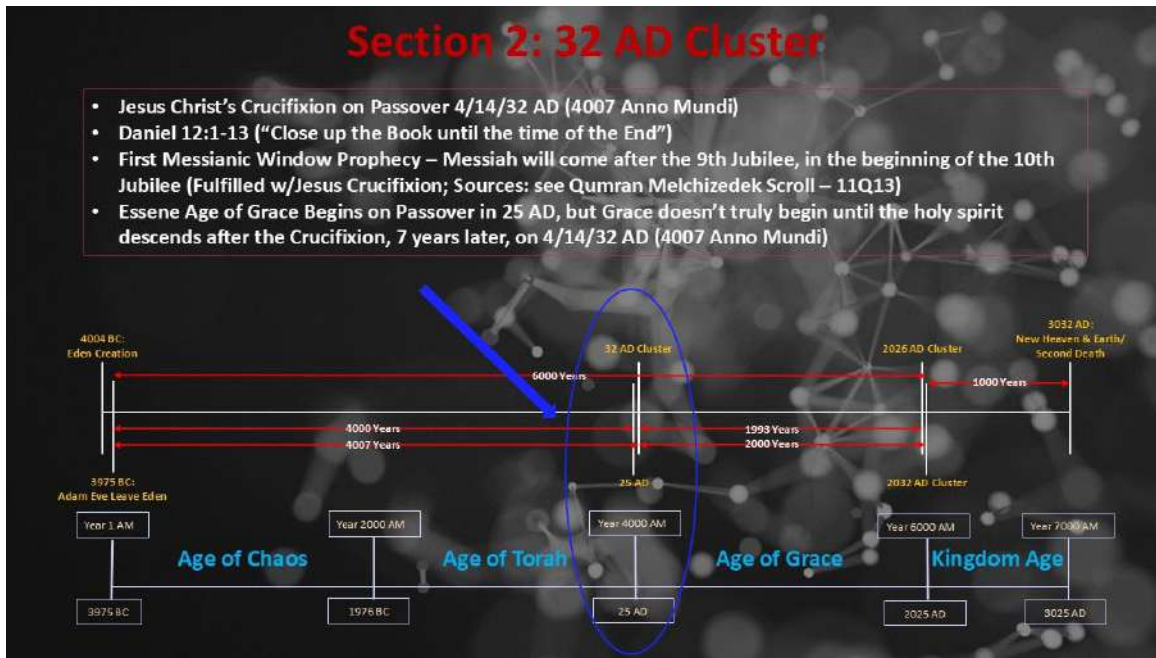 Section 2: 32 AD Cluster
• Jesus Christ's Crucifixion on Passover 4/14/32 AD (4007 Anno Mundi)
• Daniel 12:1-13 ("Close up the Book until the time of the End")
• First Messianic Window Prophecy – Messiah will come after the 9th Jubilee, in the beginning of the 10th
Jubilee (Fulfilled w/Jesus Crucifixion; Sources: see Qumran Melchizedek Scroll – 11Q13)
• Essene Age of Grace Begins on Passover in 25 AD, but Grace doesn't truly begin until the holy spirit
descends after the Crucifixion, 7 years later, on 4/14/32 AD (4007 Anno Mundi)
4004 BC:
Eden Creation
32 AD Cluster
2026 AD Cluster
3032 AD:
New Heaven & Earth/
Second Death
6000 Years
1000 Years
4000 Years
1993 Years
4007 Years
2000 Years
3975 BC:
Adam Eve Leave Eden
25 AD
2032 AD Cluster
Year 1 AM
Year 2000 AM
Year 4000 AM
Year 6000 AM
Year 7000 AM
Age of Chaos
Age of Torah
Age of Grace
Kingdom Age
3975 BC
1976 BC
25 AD
2025 AD
3025 AD